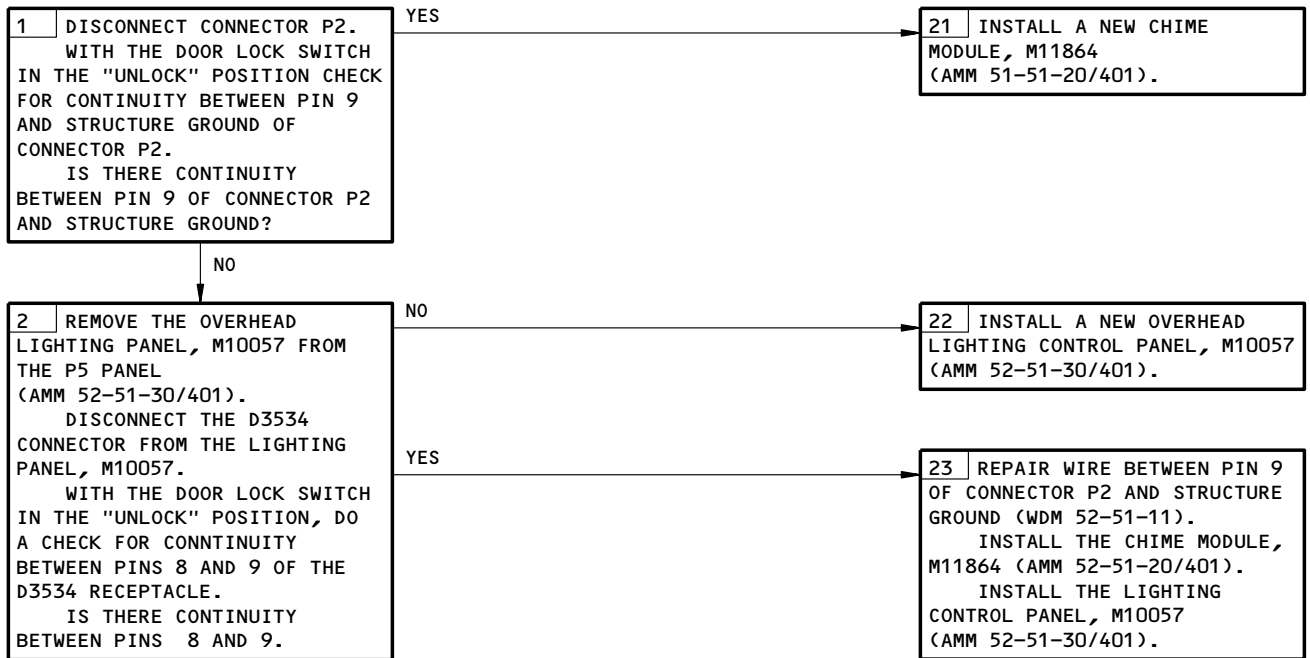 1 DISCONNECT CONNECTOR P2.
WITH THE DOOR LOCK SWITCH
IN THE "UNLOCK" POSITION CHECK
FOR CONTINUITY BETWEEN PIN 9
AND STRUCTURE GROUND OF
CONNECTOR P2.
IS THERE CONTINUITY
BETWEEN PIN 9 OF CONNECTOR P2
AND STRUCTURE GROUND?
YES
21 INSTALL A NEW CHIME
MODULE, M11864
(AMM 51-51-20/401).
NO
2 REMOVE THE OVERHEAD
LIGHTING PANEL, M10057 FROM
THE P5 PANEL
(AMM 52-51-30/401).
DISCONNECT THE D3534
CONNECTOR FROM THE LIGHTING
PANEL, M10057.
WITH THE DOOR LOCK SWITCH
IN THE "UNLOCK" POSITION, DO
A CHECK FOR CONNTINUITY
BETWEEN PINS 8 AND 9 OF THE
D3534 RECEPTACLE.
IS THERE CONTINUITY
BETWEEN PINS 8 AND 9.
NO
22 INSTALL A NEW OVERHEAD
LIGHTING CONTROL PANEL, M10057
(AMM 52-51-30/401).
YES
23 REPAIR WIRE BETWEEN PIN 9
OF CONNECTOR P2 AND STRUCTURE
GROUND (WDM 52-51-11).
INSTALL THE CHIME MODULE,
M11864 (AMM 52-51-20/401).
INSTALL THE LIGHTING
CONTROL PANEL, M10057
(AMM 52-51-30/401).